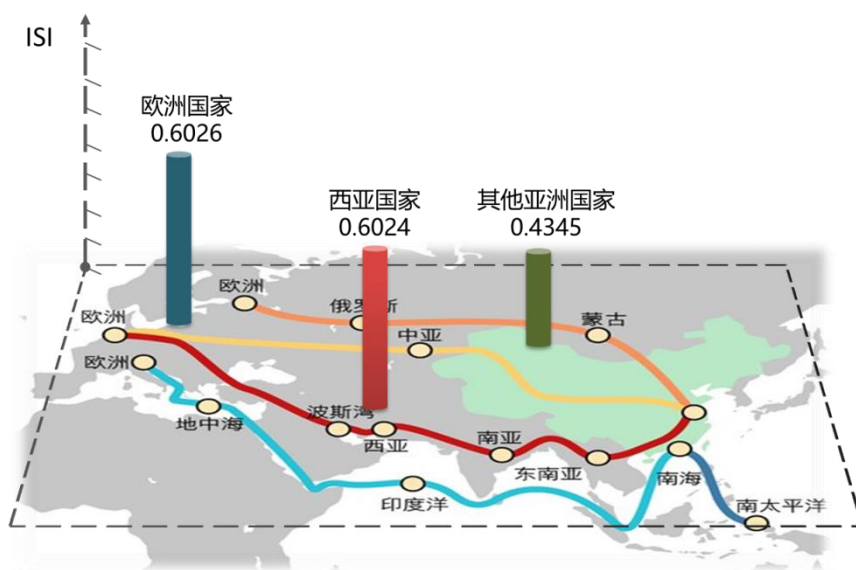 ISI
欧洲国家
0.6026
西亚国家
0.6024
其他亚洲国家
0.4345
欧洲
俄罗斯
蒙古
欧洲
中亚
欧洲
地中海
波斯湾
西亚
南亚
东南亚
南海
印度洋
南太平洋